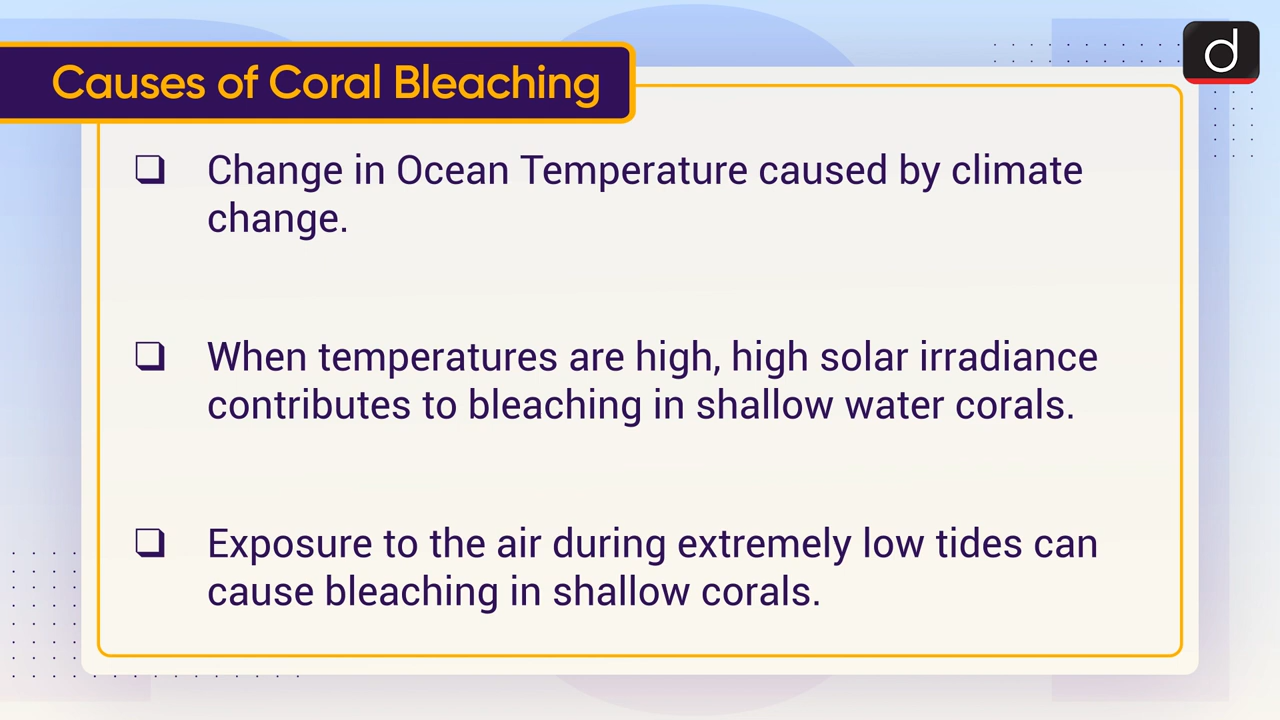 Causes of Coral Bleaching
d
❑ Change in Ocean Temperature caused by climate
change.
❑ When temperatures are high, high solar irradiance
contributes to bleaching in shallow water corals.
❑ Exposure to the air during extremely low tides can
cause bleaching in shallow corals.